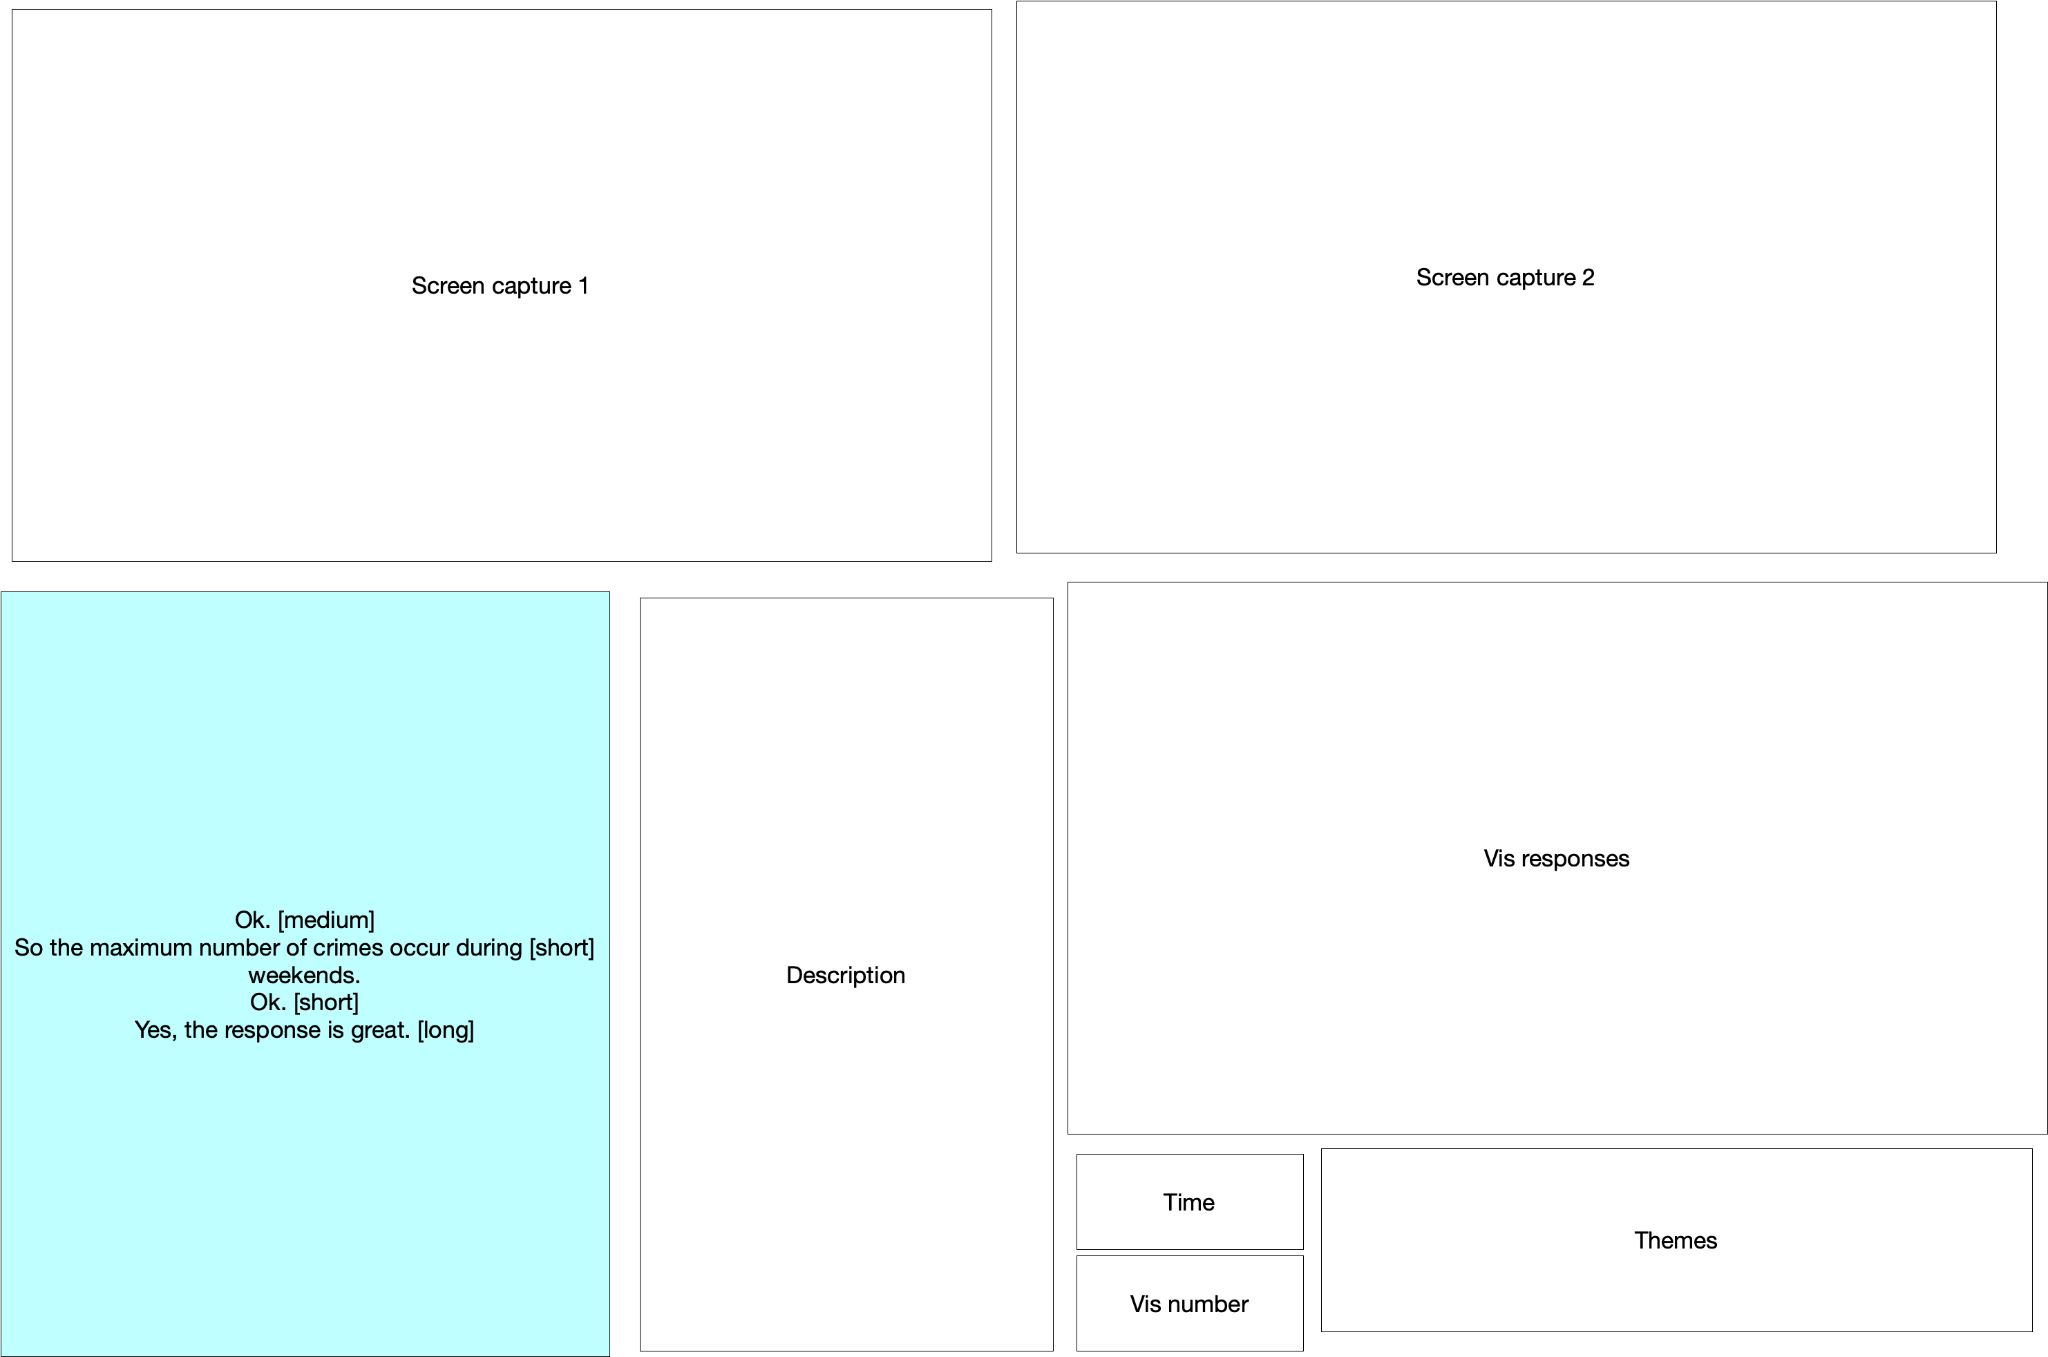 Screen capture 1
Screen capture 2
Ok. [medium]
So the maximum number of crimes occur during [short]
weekends.
Ok. [short]
Yes, the response is great. [long]
Description
Vis responses
Time
Vis number
Themes